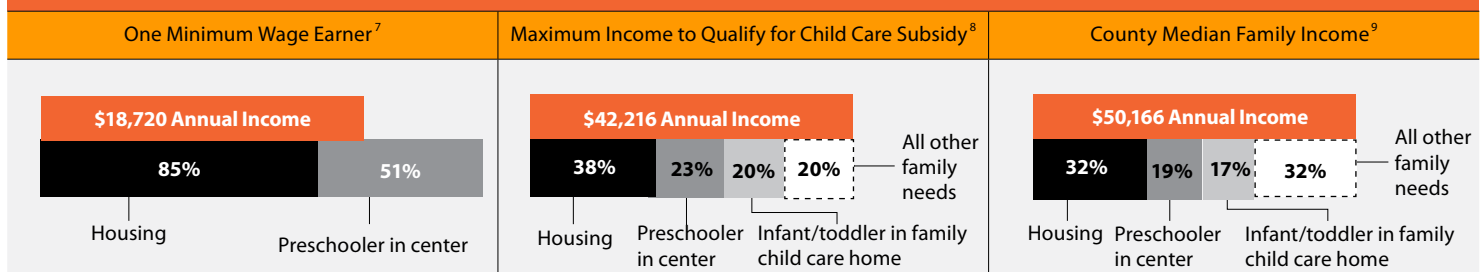 One Minimum Wage Earner7
Maximum Income to Qualify for Child Care Subsidy8
County Median Family Income9
$18,720 Annual Income
85%
51%
Housing
Preschooler in center
$42,216 Annual Income
38%
23%
20%
20%
All other
family
needs
Housing
Preschooler
in center
Infant/toddler in family
child care home
$50,166 Annual Income
32%
19%
17%
32%
All other
family
needs
Housing
Preschooler
in center
Infant/toddler in family
child care home